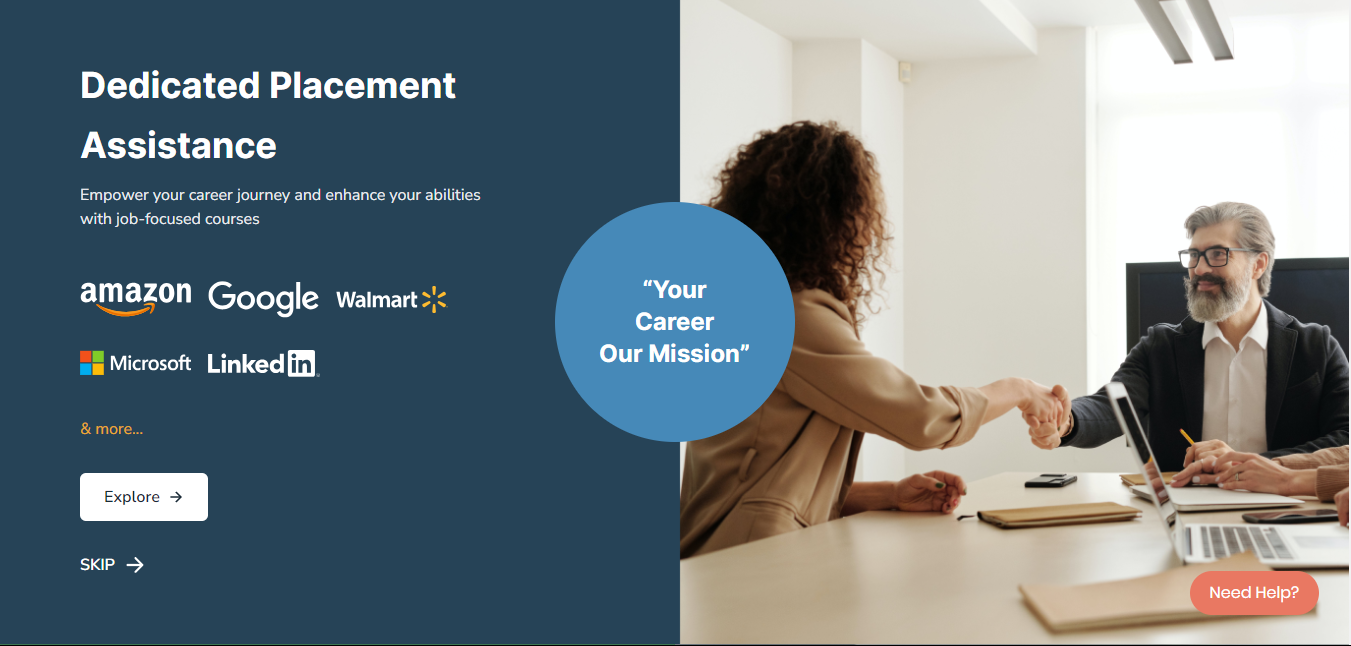 Dedicated Placement
Assistance
Empower your career journey and enhance your abilities
with job-focused courses
amazon Google Walmart
Microsoft Linkedin
& more...
Explore
SKIP
“Your
Career
Our Mission”
Need Help?